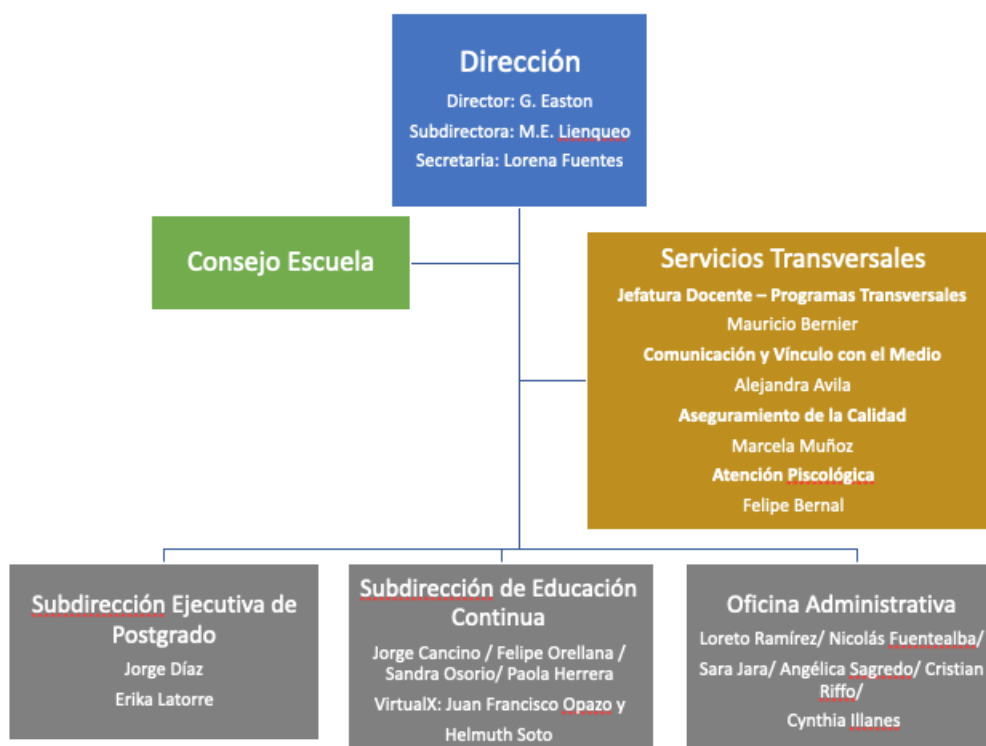 Dirección
Director: G. Easton
Subdirectora: M.E. Lienqueo
Secretaria: Lorena Fuentes
Consejo Escuela
Servicios Transversales
Jefatura Docente – Programas Transversales
Mauricio Bernier
Comunicación y Vínculo con el Medio
Alejandra Avila
Aseguramiento de la Calidad
Marcela Muñoz
Atención Piscológica
Felipe Bernal
Subdirección Ejecutiva de
Postgrado
Jorge Díaz
Erika Latorre
Subdirección de Educación
Continua
Jorge Cancino / Felipe Orellana /
Sandra Osorio/ Paola Herrera
VirtualX: Juan Francisco Opazo y
Helmuth Soto
Oficina Administrativa
Loreto Ramírez/ Nicolás Fuentealba/
Sara Jara/ Angélica Sagredo/ Cristian
Riffo/
Cynthia Illanes